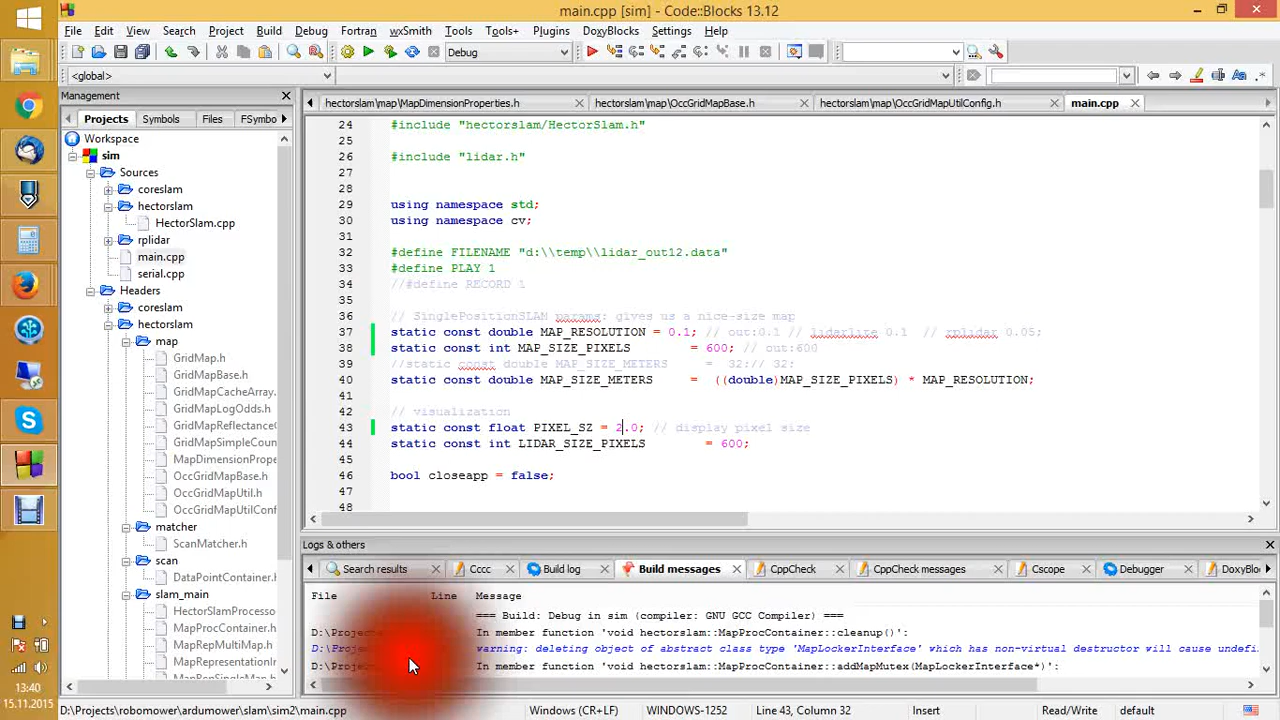 main.cpp [sim] - Code::Blocks 13.12
File Edit View Search Project Build Debug Fortran wxSmith Tools Tools+ Plugins DoxyBlocks Settings Help
Debug
<global>
Management
Projects Symbols Files FSymbo
Workspace
sim
Sources
coreslam
hectorslam
HectorSlam.cpp
rplidar
main.cpp
serial.cpp
Headers
coreslam
hectorslam
map
GridMap.h
GridMapBase.h
GridMapCacheArray.
GridMapLogOdds.h
GridMapReflectance
GridMapSimpleCount
MapDimensionProperties.
OccGridMapBase.h
OccGridMapUtil.h
OccGridMapUtilConf
matcher
ScanMatcher.h
scan
DataPointContainer.
slam_main
HectorSlamProcesso
MapProcContainer.h
MapRepMultiMap.h
MapRepresentationIn
hectorslam\map\MapDimensionProperties.h hectorslam\map\OccGridMapBase.h hectorslam\map\OccGridMapUtilConfig.h main.cpp
24 #include "hectorslam/HectorSlam.h"
25
26 #include "lidar.h"
27
28
29 using namespace std;
30 using namespace cv;
31
32 #define FILENAME "d:\\temp\\lidar_out12.data"
33 #define PLAY 1
34 //#define RECORD 1
35
36 // SinglePositionSLAM params: gives us a nice-size map
37 static const double MAP_RESOLUTION = 0.1; // out:0.1 // lidarlite 0.1 // rplidar 0.05;
38 static const int MAP_SIZE_PIXELS = 600; // out:600
39 //static const double MAP_SIZE_METERS = 32;// 32;
40 static const double MAP_SIZE_METERS = ((double)MAP_SIZE_PIXELS) * MAP_RESOLUTION;
41
42 // visualization
43 static const float PIXEL_SZ = 2.0; // display pixel size
44 static const int LIDAR_SIZE_PIXELS = 600;
45
46 bool closeapp = false;
47
48
Logs & others
Search results Cccc Build log Build messages CppCheck CppCheck messages Cscope Debugger DoxyBlo
File Line Message
=== Build: Debug in sim (compiler: GNU GCC Compiler) ===
D:\Proje In member function 'void hectorslam::MapProcContainer::cleanup()':
D:\Proj warning: deleting object of abstract class type 'MapLockerInterface' which has non-virtual destructor will cause undefi
D:\Proje In member function 'void hectorslam::MapProcContainer::addMapMutex(MapLockerInterface*)':
D:\Projects\robomower\ardumower\slam\sim2\main.cpp Windows (CR+LF) WINDOWS-1252 Line 43, Column 32 Insert Read/Write default
13:40
15.11.2015